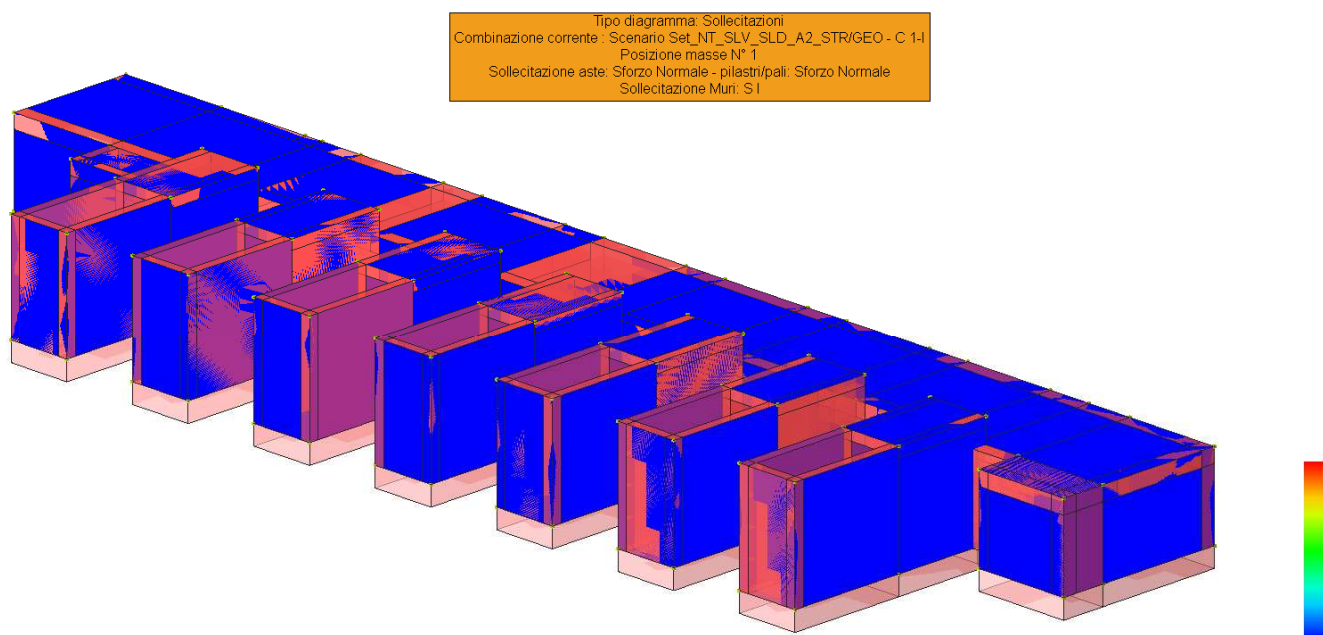 Tipo diagramma: Sollecitazioni
Combinazione corrente : Scenario Set_NT_SLV_SLD_A2_STR/GEO - C 1-I
Posizione masse N° 1
Sollecitazione aste: Sforzo Normale - pilastri/pali: Sforzo Normale
Sollecitazione Muri: S I